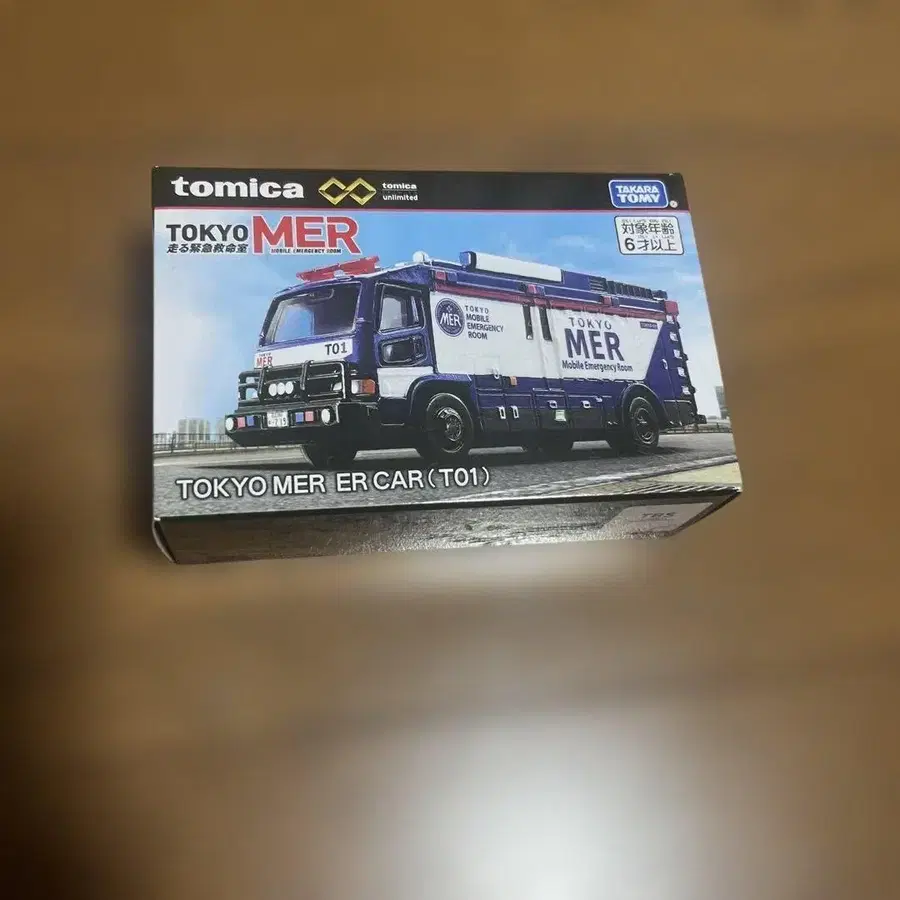 tomica
tomica
unlimited
TAKARA
TOMY
TOKYO MER
走る緊急救命室
MOBILE EMERGENCY ROOM
対象年齢
6才以上
MER
TOKYO
MOBILE
EMERGENCY
ROOM
TOKYO
MER
Mobile Emergency Room
TOKYO
MER
T01
TOKYO MER ER CAR(T01)
TBS